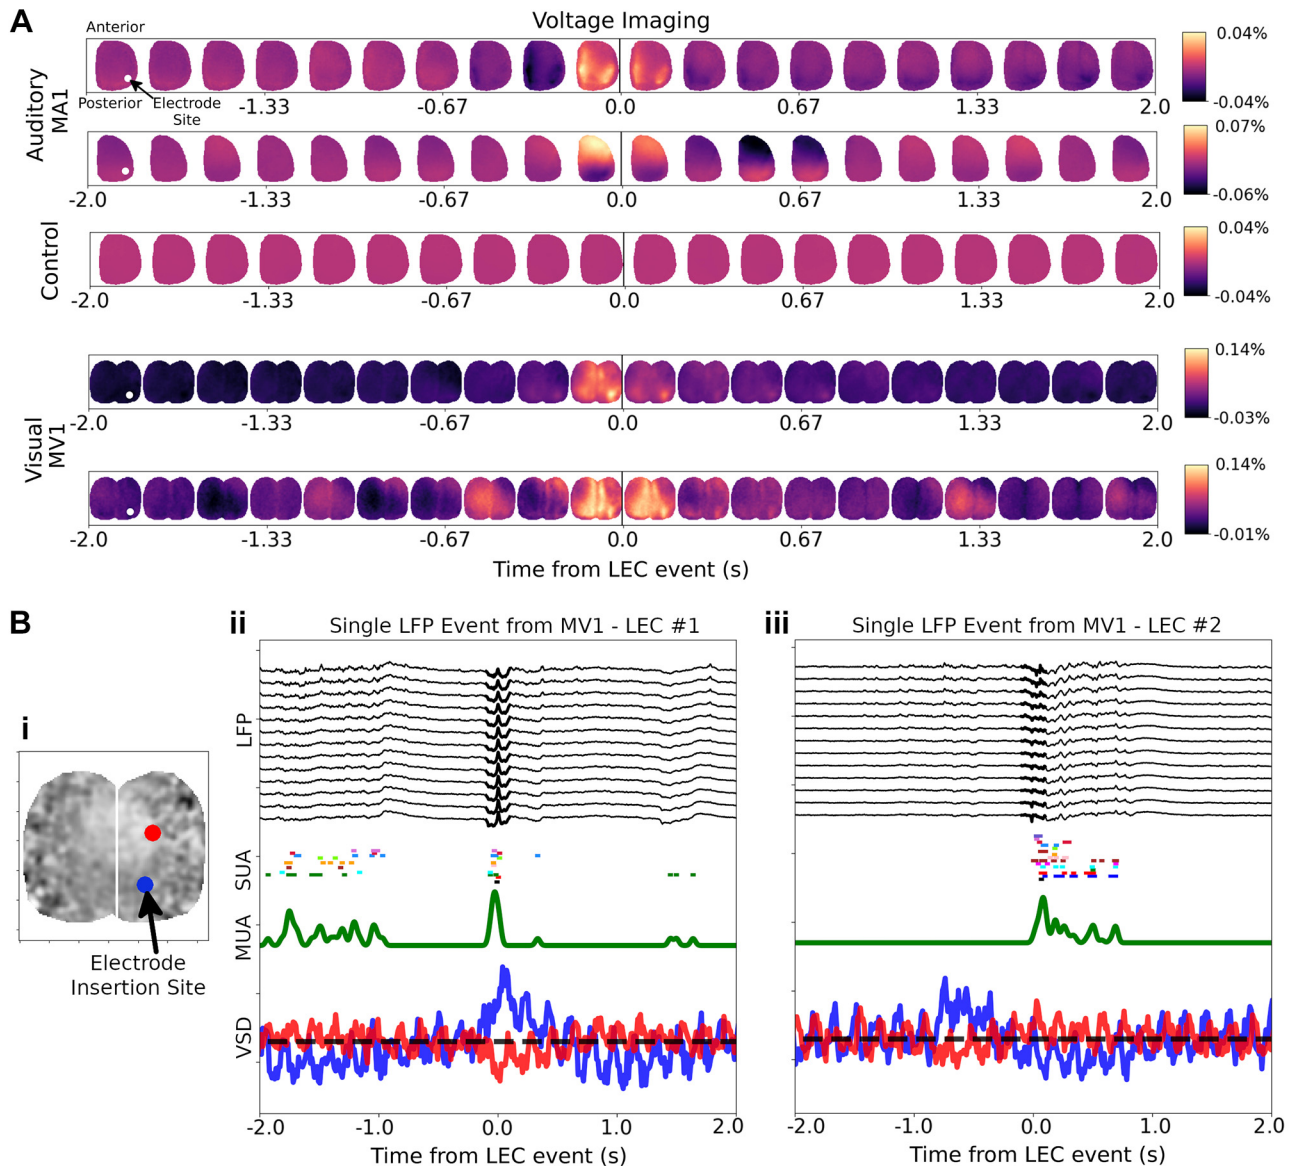 A
Voltage Imaging
Anterior
Posterior
Electrode
Site
Auditory
MA1
-1.33
-0.67
0.0
0.67
1.33
2.0
0.04%
-0.04%
-2.0
-1.33
-0.67
0.0
0.67
1.33
2.0
0.07%
-0.06%
Control
-2.0
-1.33
-0.67
0.0
0.67
1.33
2.0
0.04%
-0.04%
Visual
MV1
-2.0
-1.33
-0.67
0.0
0.67
1.33
2.0
0.14%
-0.03%
-2.0
-1.33
-0.67
0.0
0.67
1.33
2.0
0.14%
-0.01%
Time from LEC event (s)
B
i
Electrode
Insertion Site
ii
Single LFP Event from MV1 - LEC #1
LFP
SUA
MUA
VSD
-2.0
-1.0
0.0
1.0
2.0
Time from LEC event (s)
iii
Single LFP Event from MV1 - LEC #2
-2.0
-1.0
0.0
1.0
2.0
Time from LEC event (s)